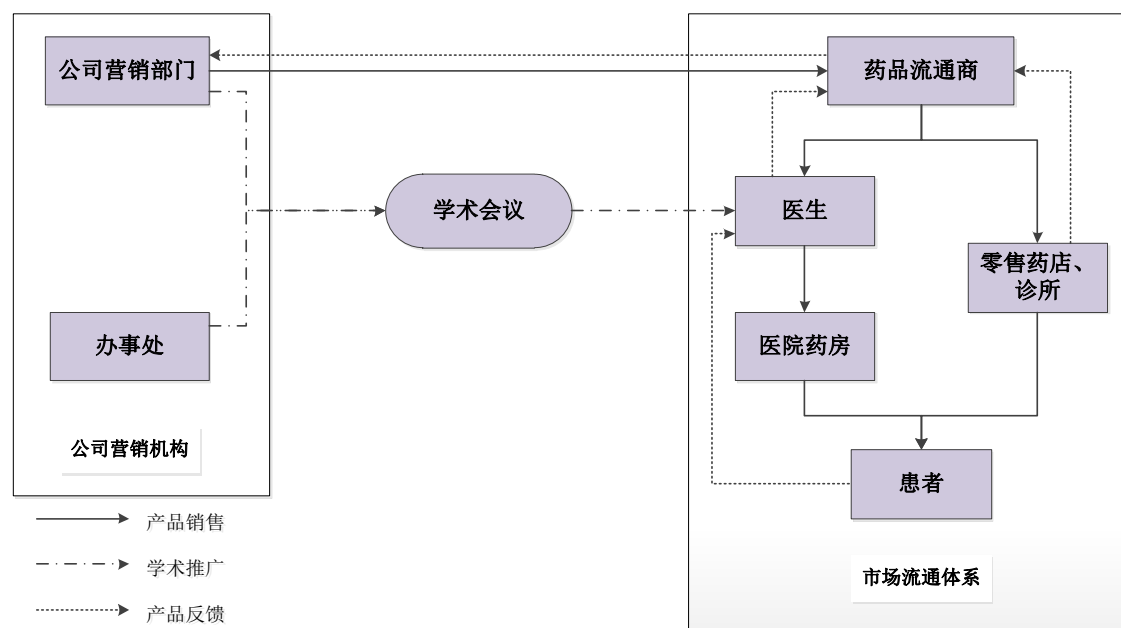 公司营销部门
药品流通商
学术会议
医生
零售药店、
诊所
办事处
医院药房
公司营销机构
患者
产品销售
学术推广
产品反馈
市场流通体系